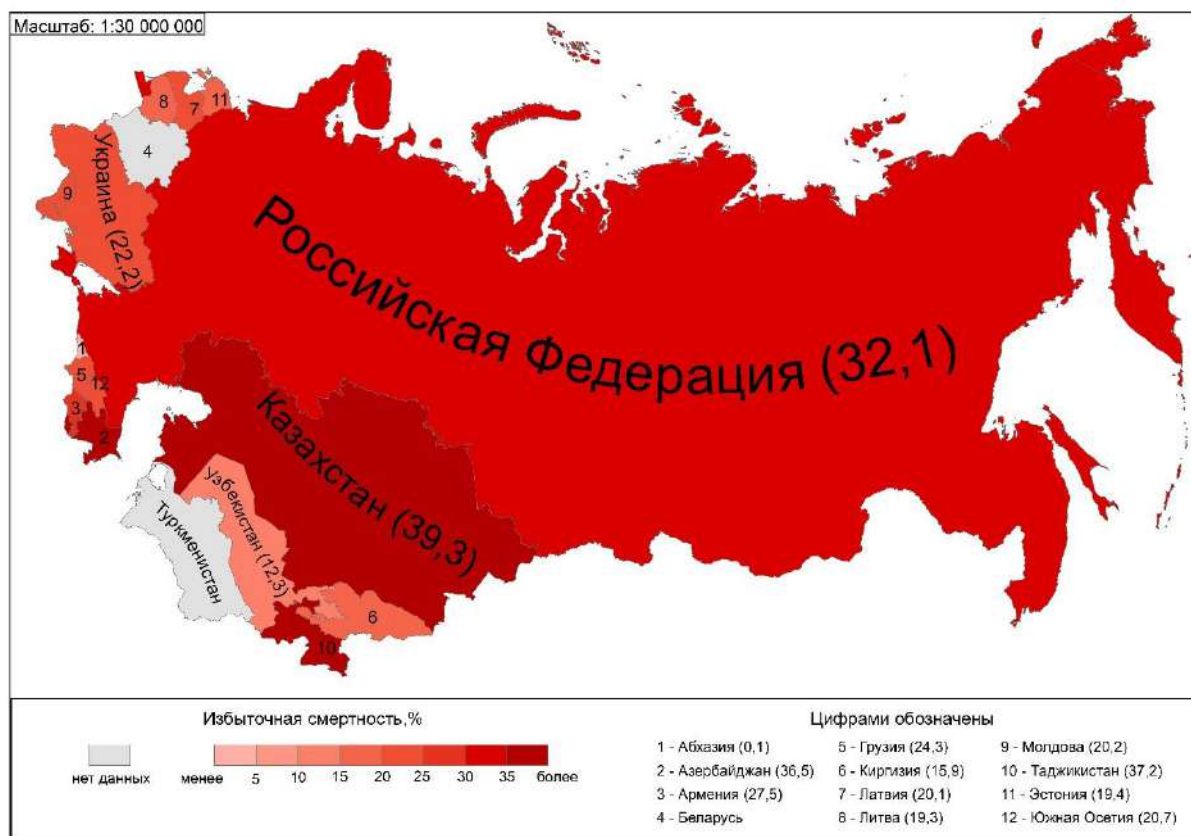 Масштаб: 1:30 000 000
8
7
11
4
9
Украина (22,2)
Российская Федерация (32,1)
1
5
12
3
2
Казахстан (39,3)
Узбекистан (12,3)
Туркменистан
6
10
Избыточная смертность,%
нет данных
менее 5 10 15 20 25 30 35 более
Цифрами обозначены
1 - Абхазия (0,1)
2 - Азербайджан (36,5)
3 - Армения (27,5)
4 - Беларусь
5 - Грузия (24,3)
6 - Киргизия (15,9)
7 - Латвия (20,1)
8 - Литва (19,3)
9 - Молдова (20,2)
10 - Таджикистан (37,2)
11 - Эстония (19,4)
12 - Южная Осетия (20,7)